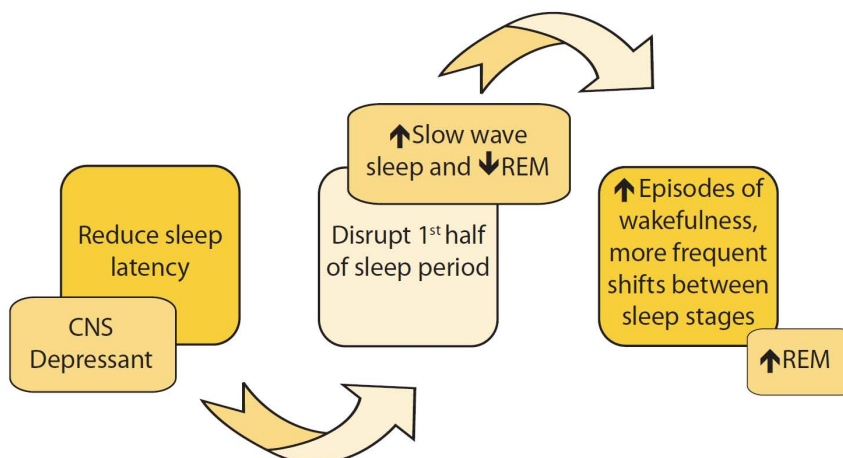 Reduce sleep
latency
CNS
Depressant
↑Slow wave
sleep and ↓REM
Disrupt 1st half
of sleep period
↑Episodes of
wakefulness,
more frequent
shifts between
sleep stages
↑REM